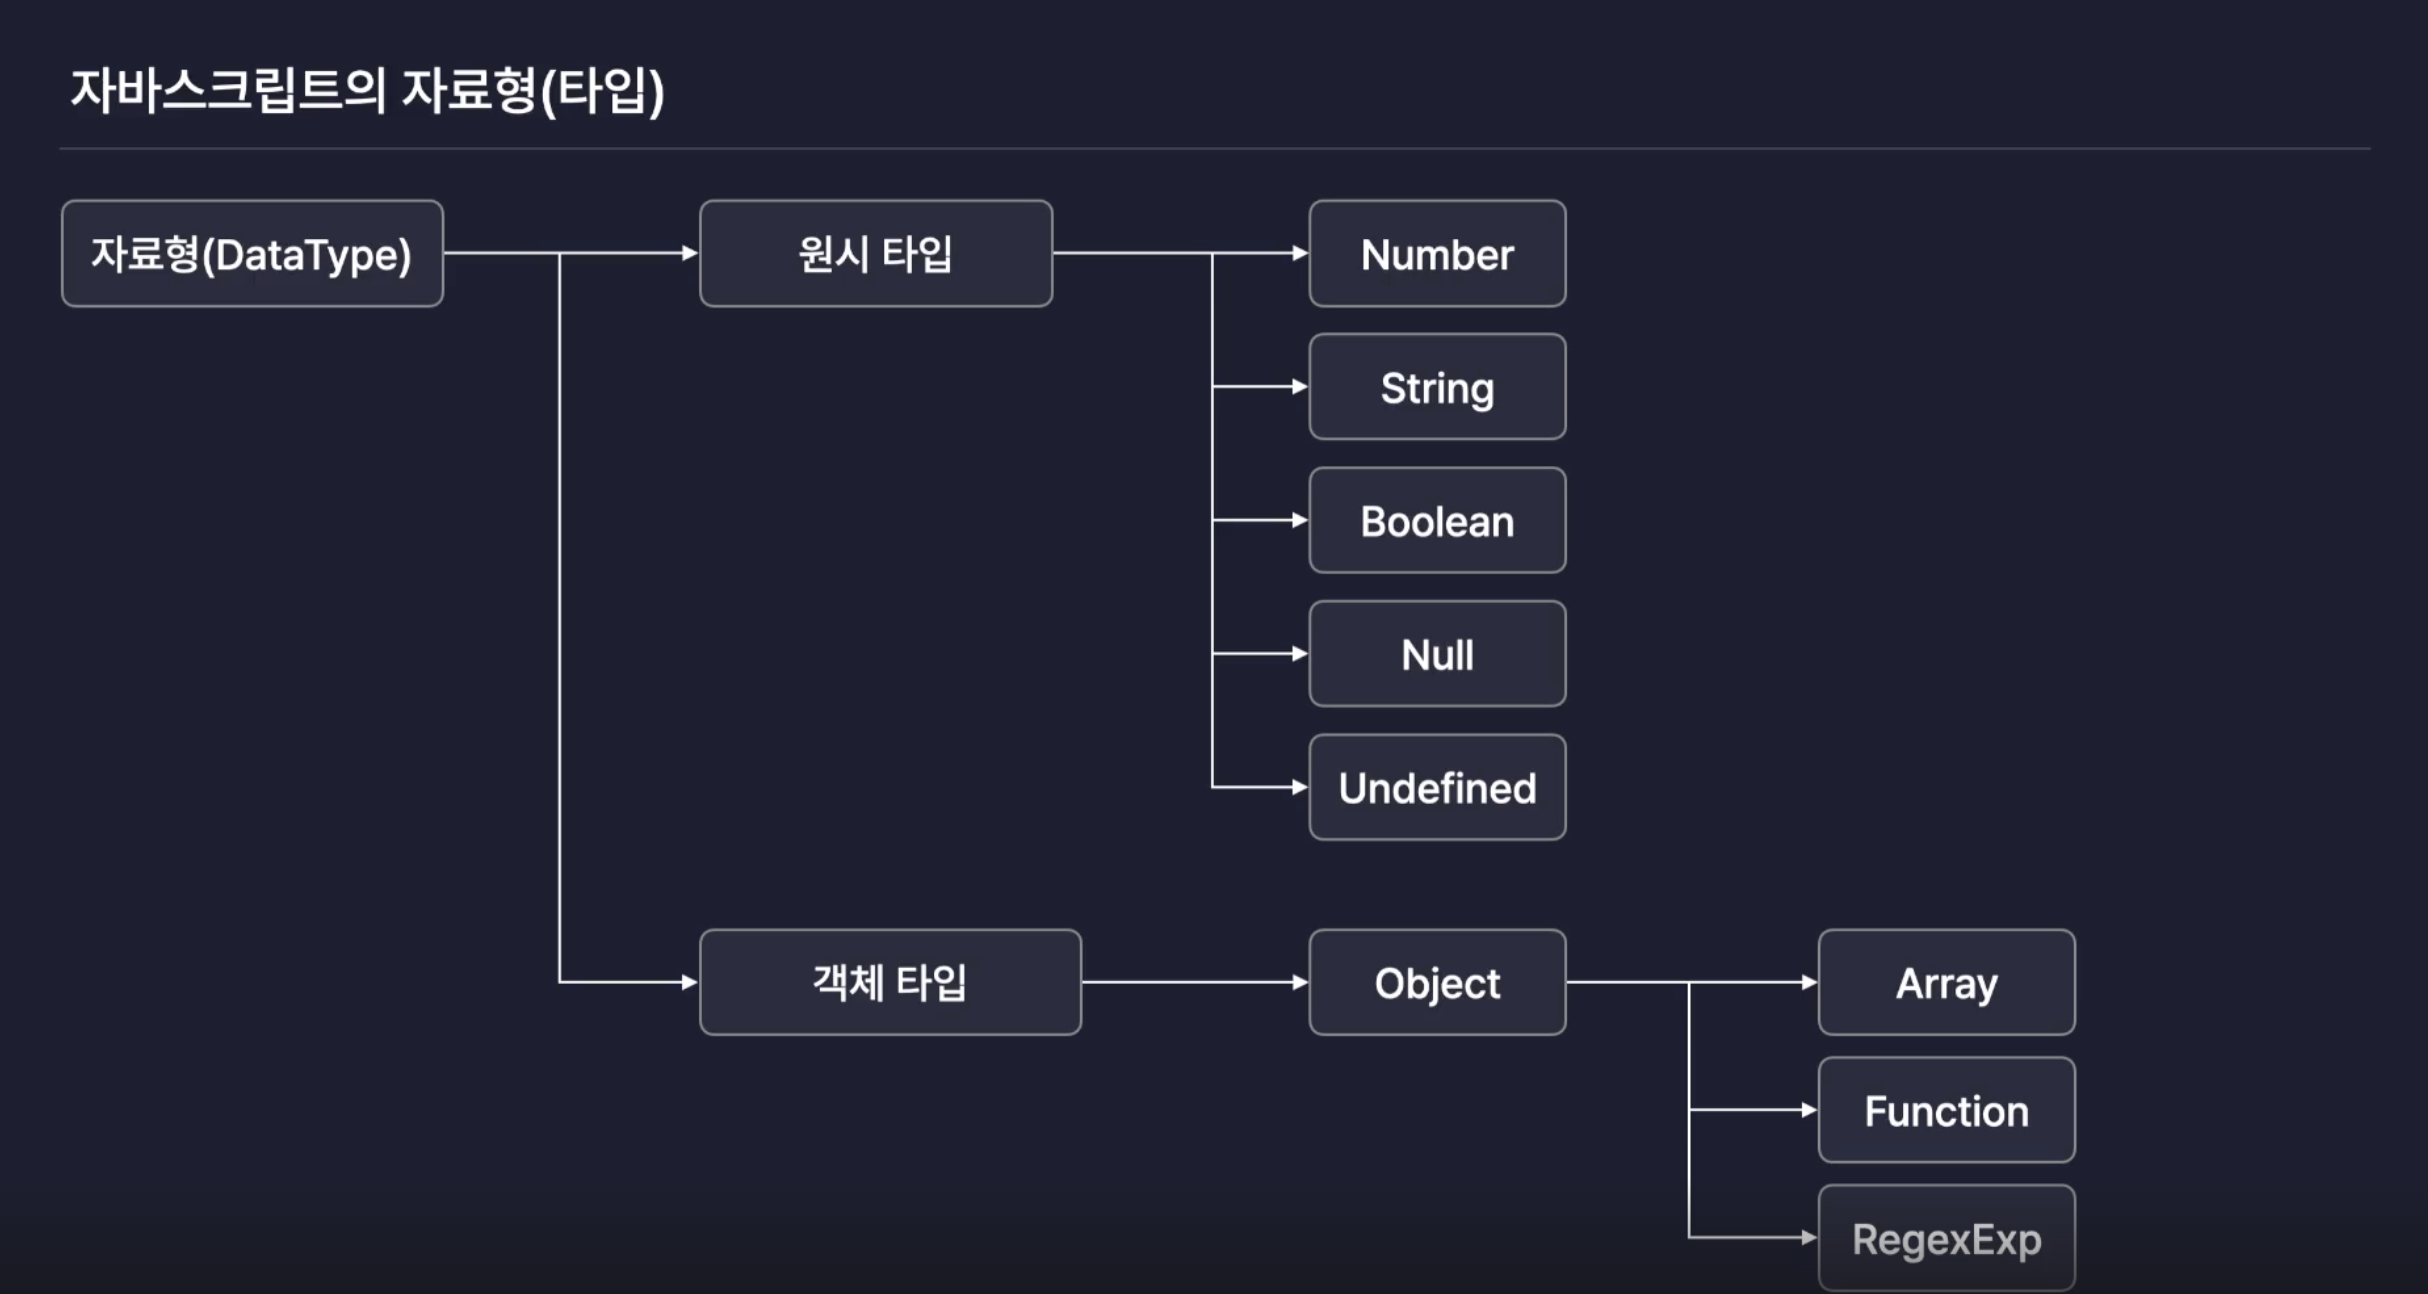 자바스크립트의 자료형(타입)
자료형(DataType)
원시 타입
Number
String
Boolean
Null
Undefined
객체 타입
Object
Array
Function
RegexExp